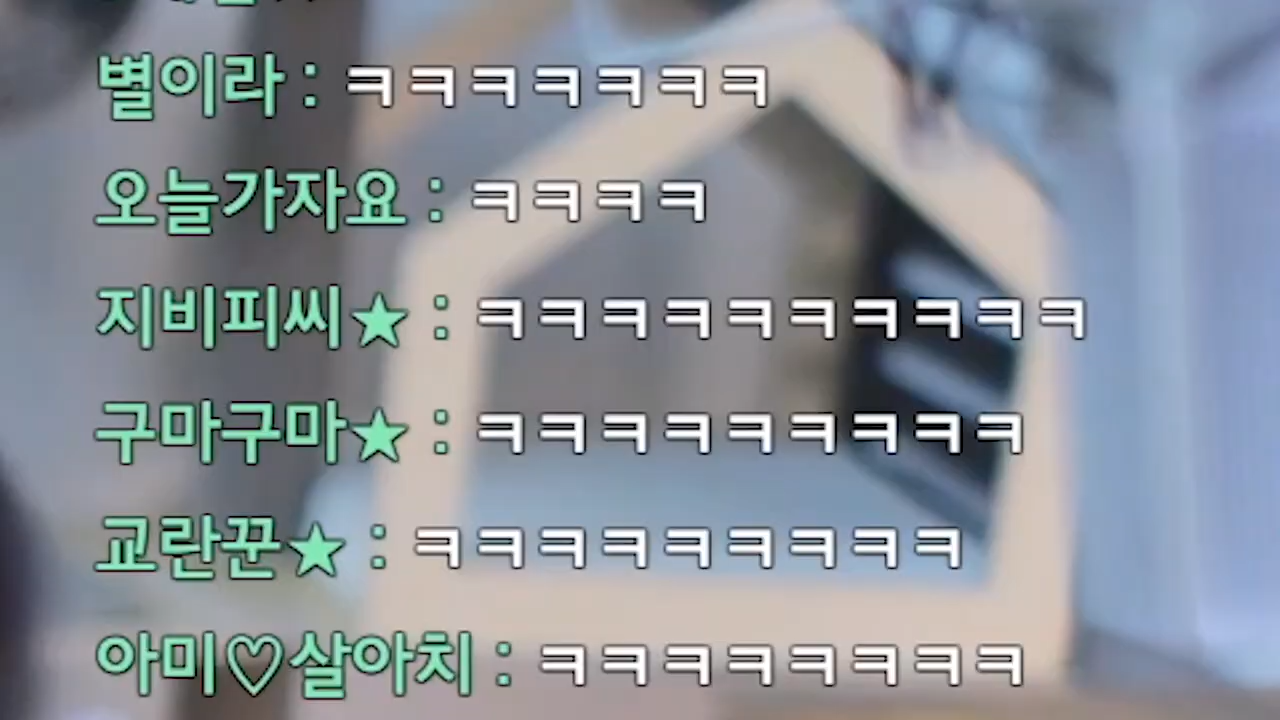 별이라 : ㅋㅋㅋㅋㅋㅋㅋ
오늘가자요 : ㅋㅋㅋㅋ
지비피씨★ : ㅋㅋㅋㅋㅋㅋㅋㅋㅋㅋ
구마구마★ : ㅋㅋㅋㅋㅋㅋㅋㅋㅋ
교란꾼★ : ㅋㅋㅋㅋㅋㅋㅋㅋㅋ
아미♡살아치 : ㅋㅋㅋㅋㅋㅋㅋㅋ